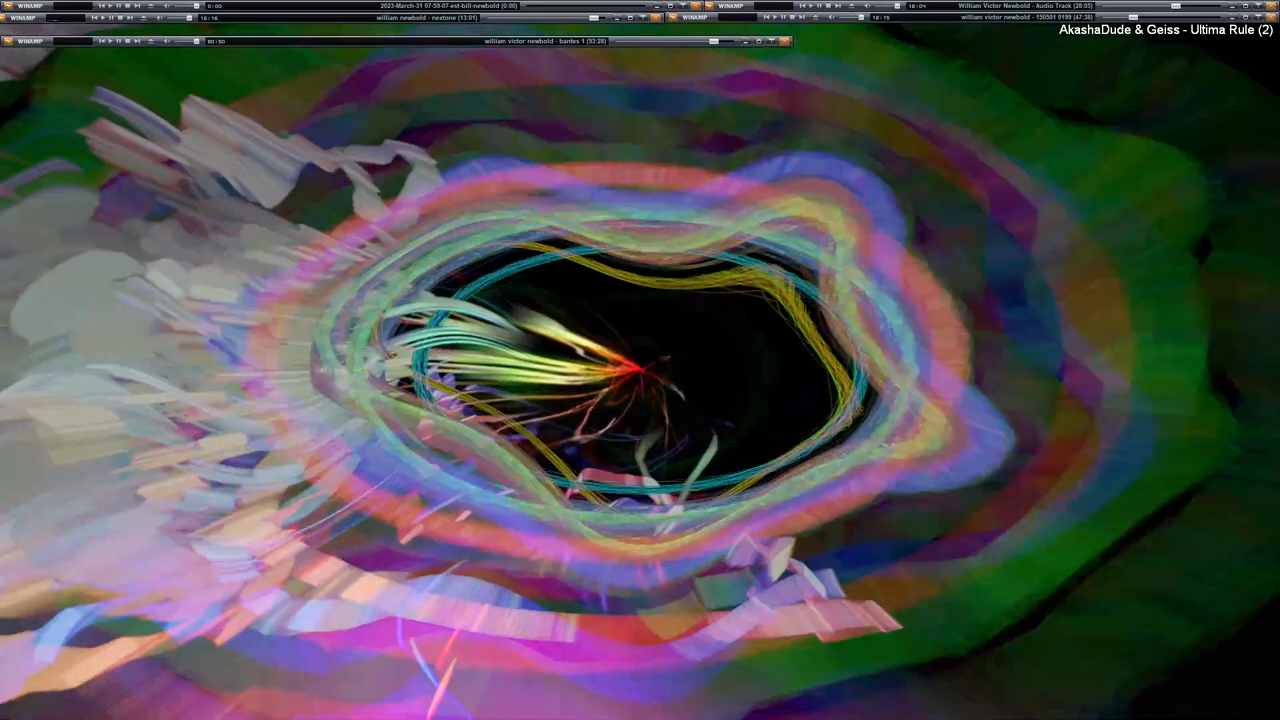 WINAMP 0:00 2023-March-31 07-59-07-est-bill-newbold (0:00)
WINAMP 18:04 William Victor Newbold - Audio Track (28:05)
WINAMP 12/16 william newbold - nextone (13:01)
WINAMP 12/15 william victor newbold - 150501 0199 (47:38)
AkashaDude & Geiss - Ultima Rule (2)
WINAMP 80/50 william victor newbold - bantes 1 (93:28)